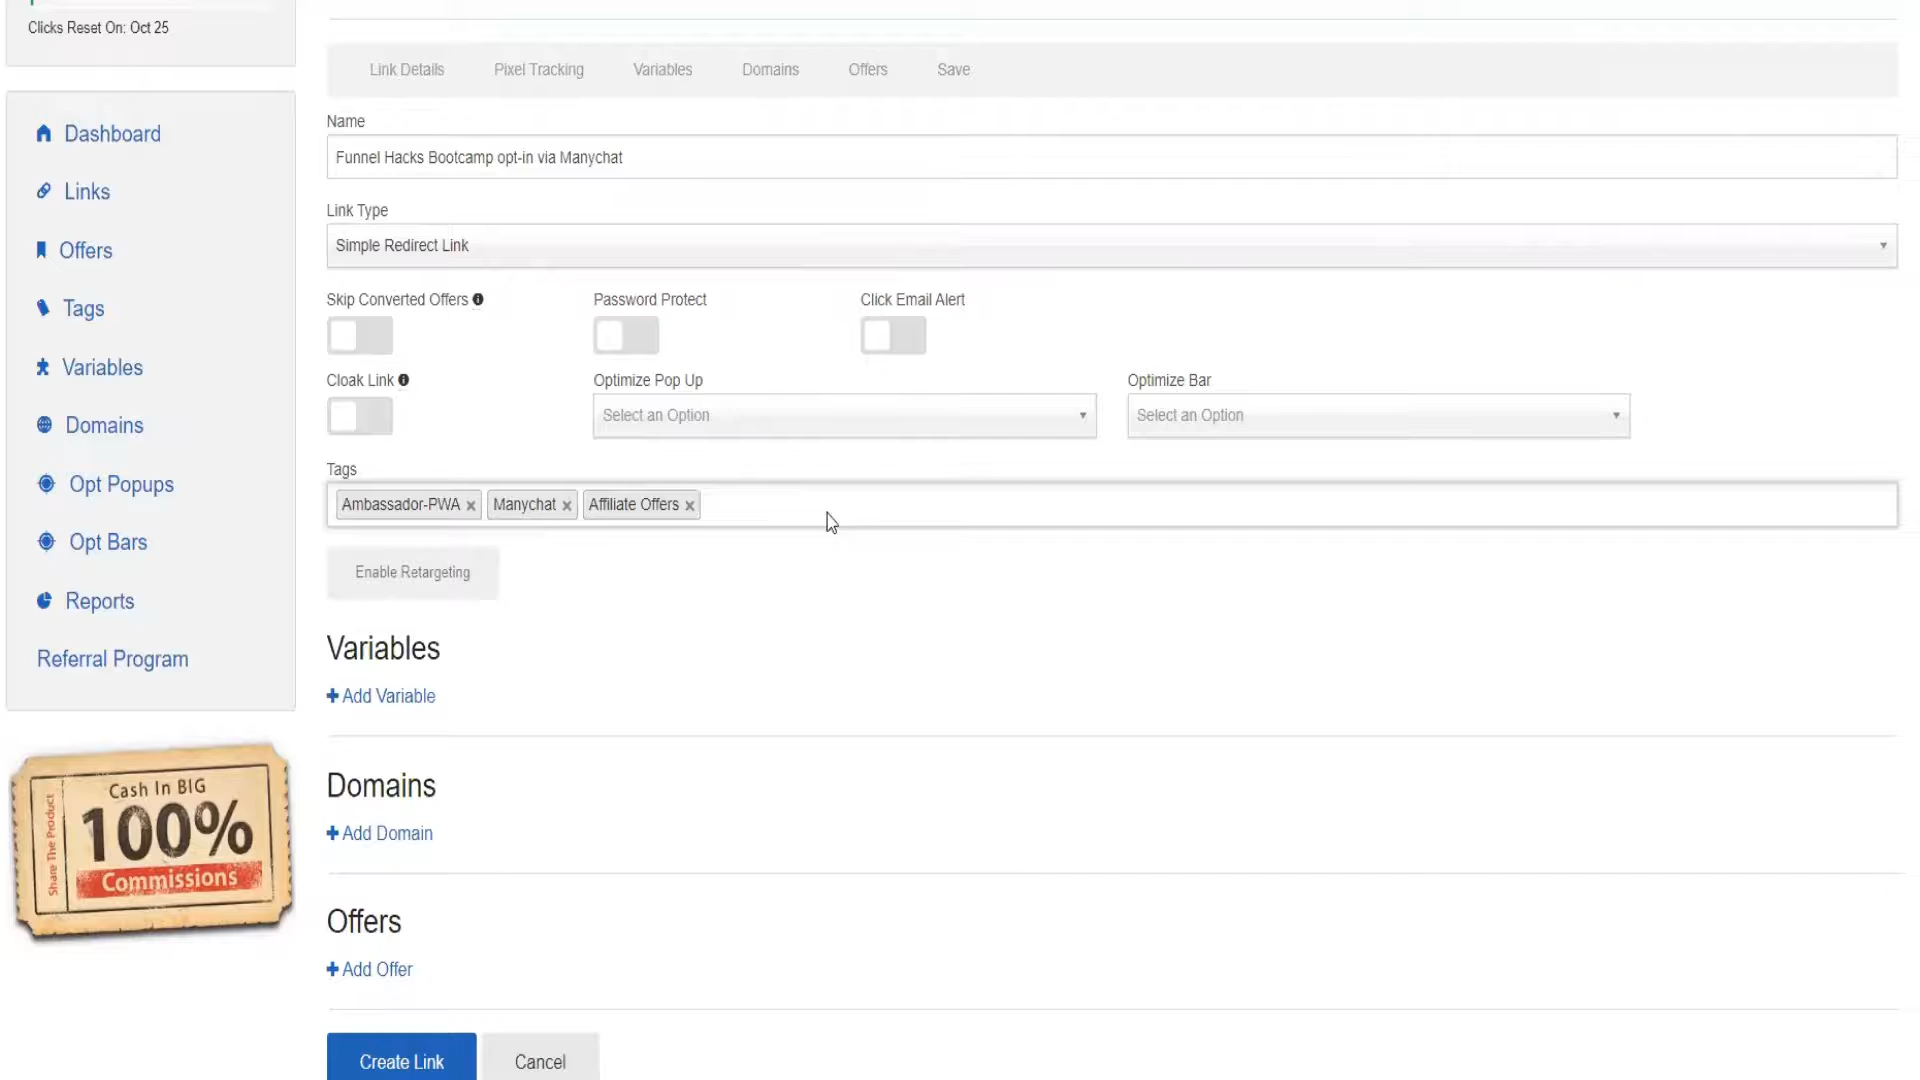 Clicks Reset On: Oct 25
Dashboard
Links
Offers
Tags
Variables
Domains
Opt Popups
Opt Bars
Reports
Referral Program
Share The Product
Cash In BIG
100%
Commissions
Link Details Pixel Tracking Variables Domains Offers Save
Name
Funnel Hacks Bootcamp opt-in via Manychat
Link Type
Simple Redirect Link
Skip Converted Offers Password Protect Click Email Alert
Cloak Link Optimize Pop Up Optimize Bar
Select an Option Select an Option
Tags
Ambassador-PWA × Manychat × Affiliate Offers ×
Enable Retargeting
Variables
+ Add Variable
Domains
+ Add Domain
Offers
+ Add Offer
Create Link Cancel